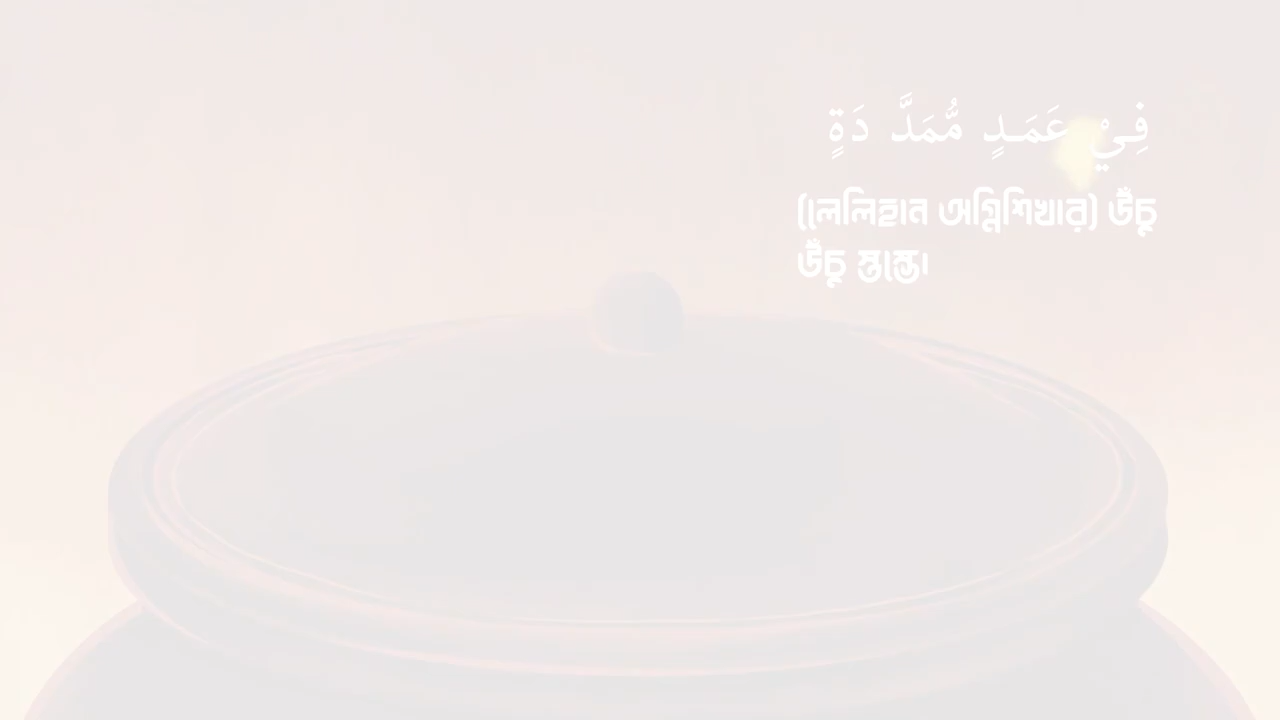 فِيْ عَمَدٍ مُّمَدَّ دَةٍ
(লেলিহান অগ্নিশিখার) উঁচু
উঁচু স্তম্ভে।